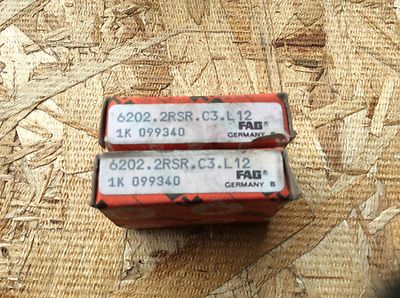 6202.2RSR.C3.L12
1K 099340
FAG®
GERMANY
6202.2RSR.C3.L12
1K 099340
FAG®
GERMANY B